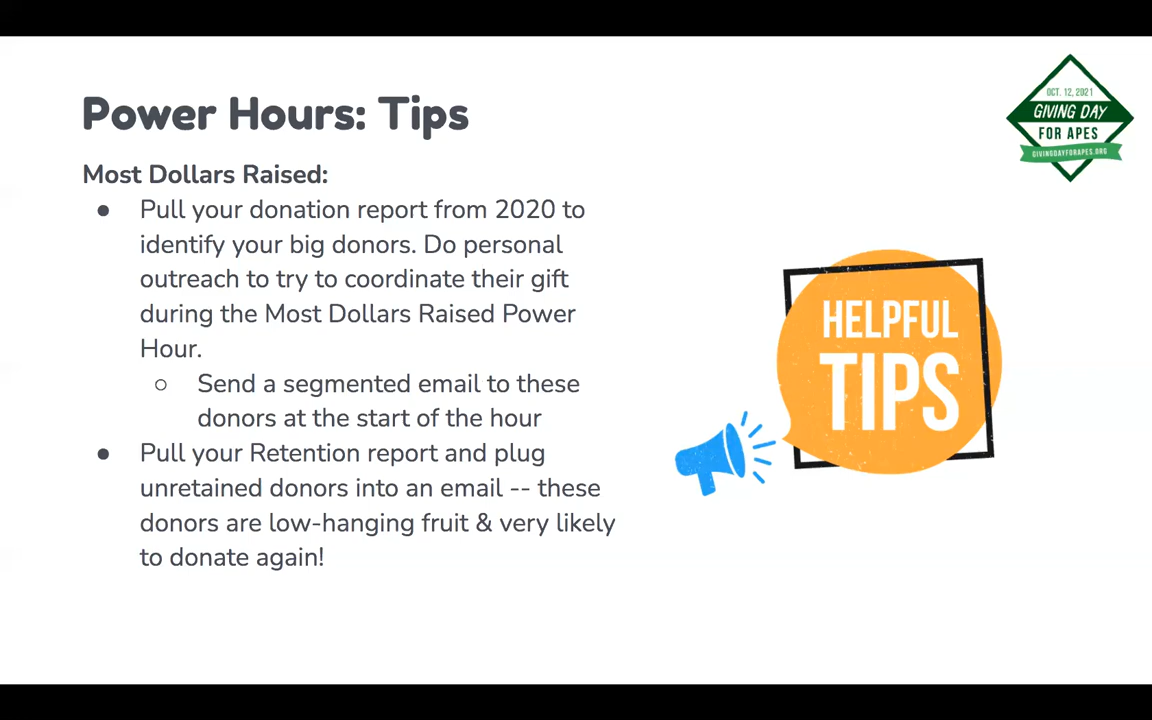 Power Hours: Tips
Most Dollars Raised:
● Pull your donation report from 2020 to
identify your big donors. Do personal
outreach to try to coordinate their gift
during the Most Dollars Raised Power
Hour.
○ Send a segmented email to these
donors at the start of the hour
● Pull your Retention report and plug
unretained donors into an email -- these
donors are low-hanging fruit & very likely
to donate again!
OCT. 12, 2021
GIVING DAY
FOR APES
GIVINGDAYFORAPES.ORG
HELPFUL
TIPS